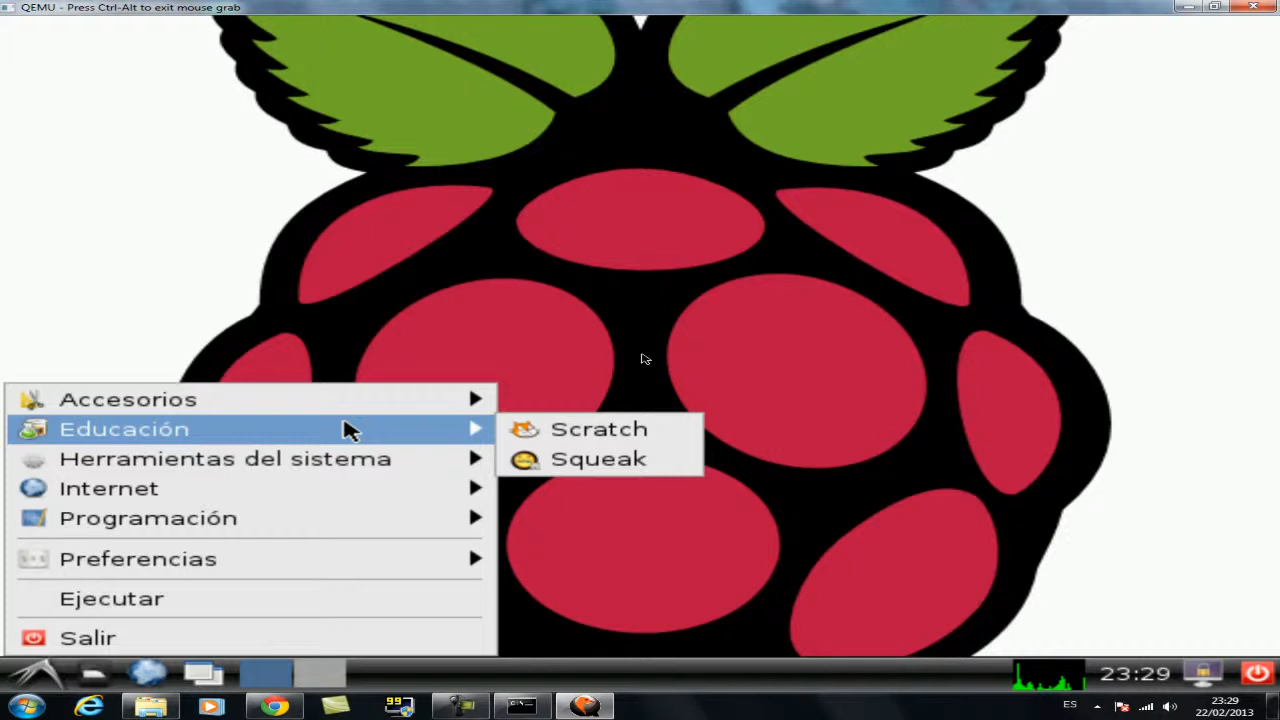 QEMU - Press Ctrl-Alt to exit mouse grab
Accesorios
Educación
Scratch
Herramientas del sistema
Squeak
Internet
Programación
Preferencias
Ejecutar
Salir
23:29
99
ES
23:29
22/02/2013